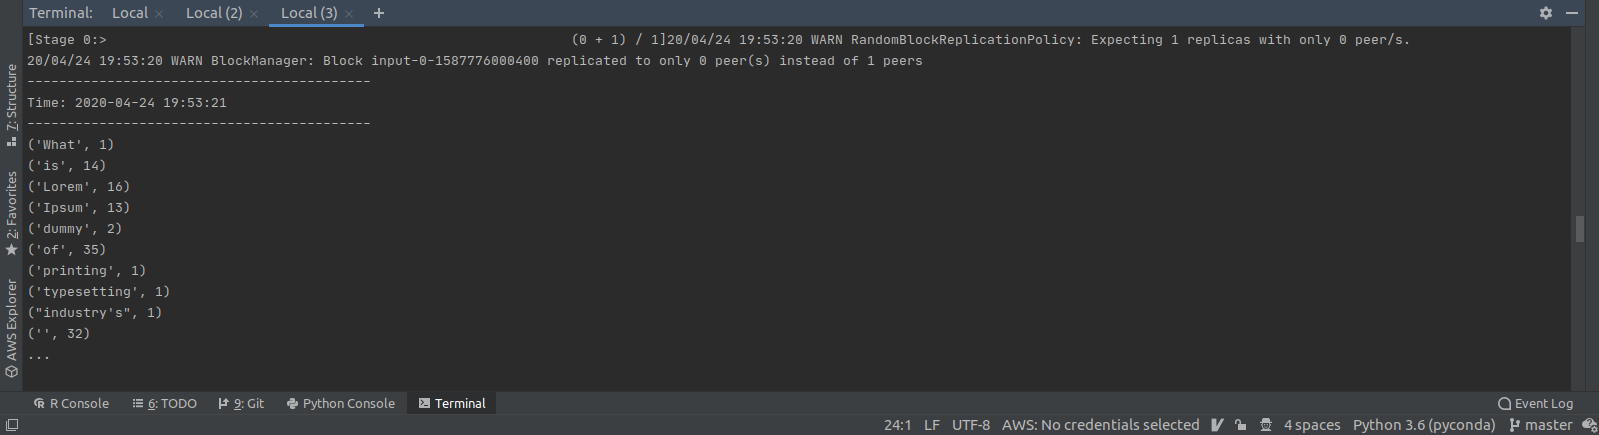 Terminal: Local × Local (2) × Local (3) × +
[Stage 0:> (0 + 1) / 1]20/04/24 19:53:20 WARN RandomBlockReplicationPolicy: Expecting 1 replicas with only 0 peer/s.
20/04/24 19:53:20 WARN BlockManager: Block input-0-1587776000400 replicated to only 0 peer(s) instead of 1 peers
-------------------------------------------
Time: 2020-04-24 19:53:21
-------------------------------------------
('What', 1)
('is', 14)
('Lorem', 16)
('Ipsum', 13)
('dummy', 2)
('of', 35)
('printing', 1)
('typesetting', 1)
("industry's", 1)
('', 32)
...
7: Structure
2: Favorites
AWS Explorer
R Console 6: TODO 9: Git Python Console Terminal Event Log
24:1 LF UTF-8 AWS: No credentials selected 4 spaces Python 3.6 (pyconda) master